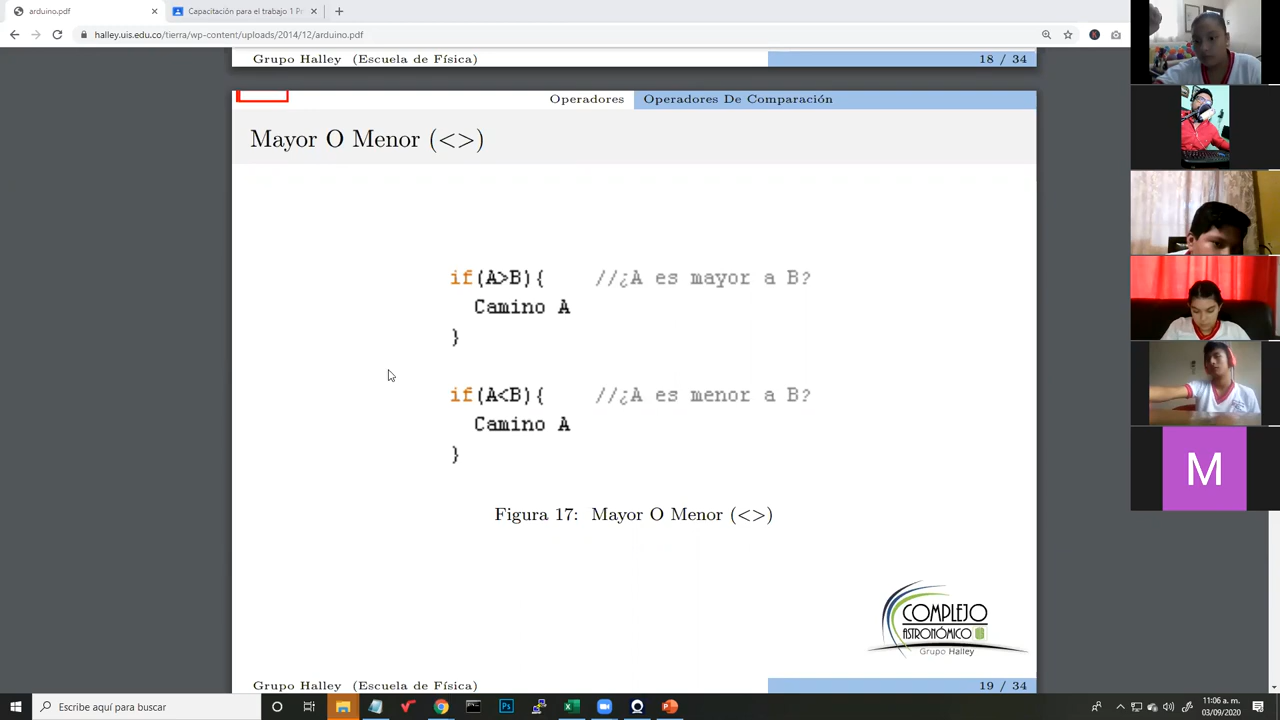 arduino.pdf
Capacitación para el trabajo 1 P
halley.uis.edu.co/tierra/wp-content/uploads/2014/12/arduino.pdf
Grupo Halley (Escuela de Física)
18 / 34
Operadores
Operadores De Comparación
Mayor O Menor (<>)
if(A>B){ //¿A es mayor a B?
Camino A
}
if(A<B){ //¿A es menor a B?
Camino A
}
Figura 17: Mayor O Menor (<>)
COMPLEJO
ASTRONÓMICO
Grupo Halley
Grupo Halley (Escuela de Física)
19 / 34
M
Escribe aquí para buscar
11:06 a. m.
03/09/2020